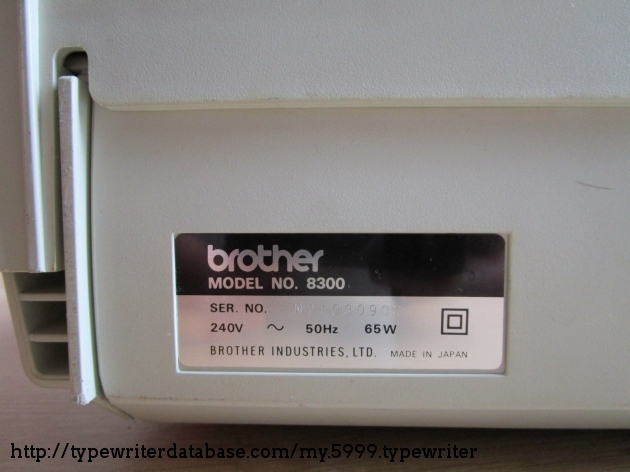 brother
MODEL NO. 8300
SER. NO.
240V ~ 50Hz 65W
BROTHER INDUSTRIES, LTD. MADE IN JAPAN
http://typewriterdatabase.com/my.5999.typewriter